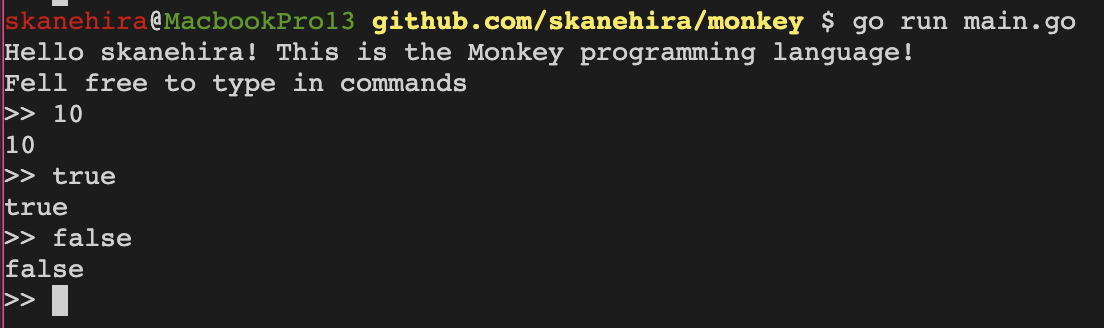 skanehira@MacbookPro13 github.com/skanehira/monkey $ go run main.go
Hello skanehira! This is the Monkey programming language!
Fell free to type in commands
>> 10
10
>> true
true
>> false
false
>>